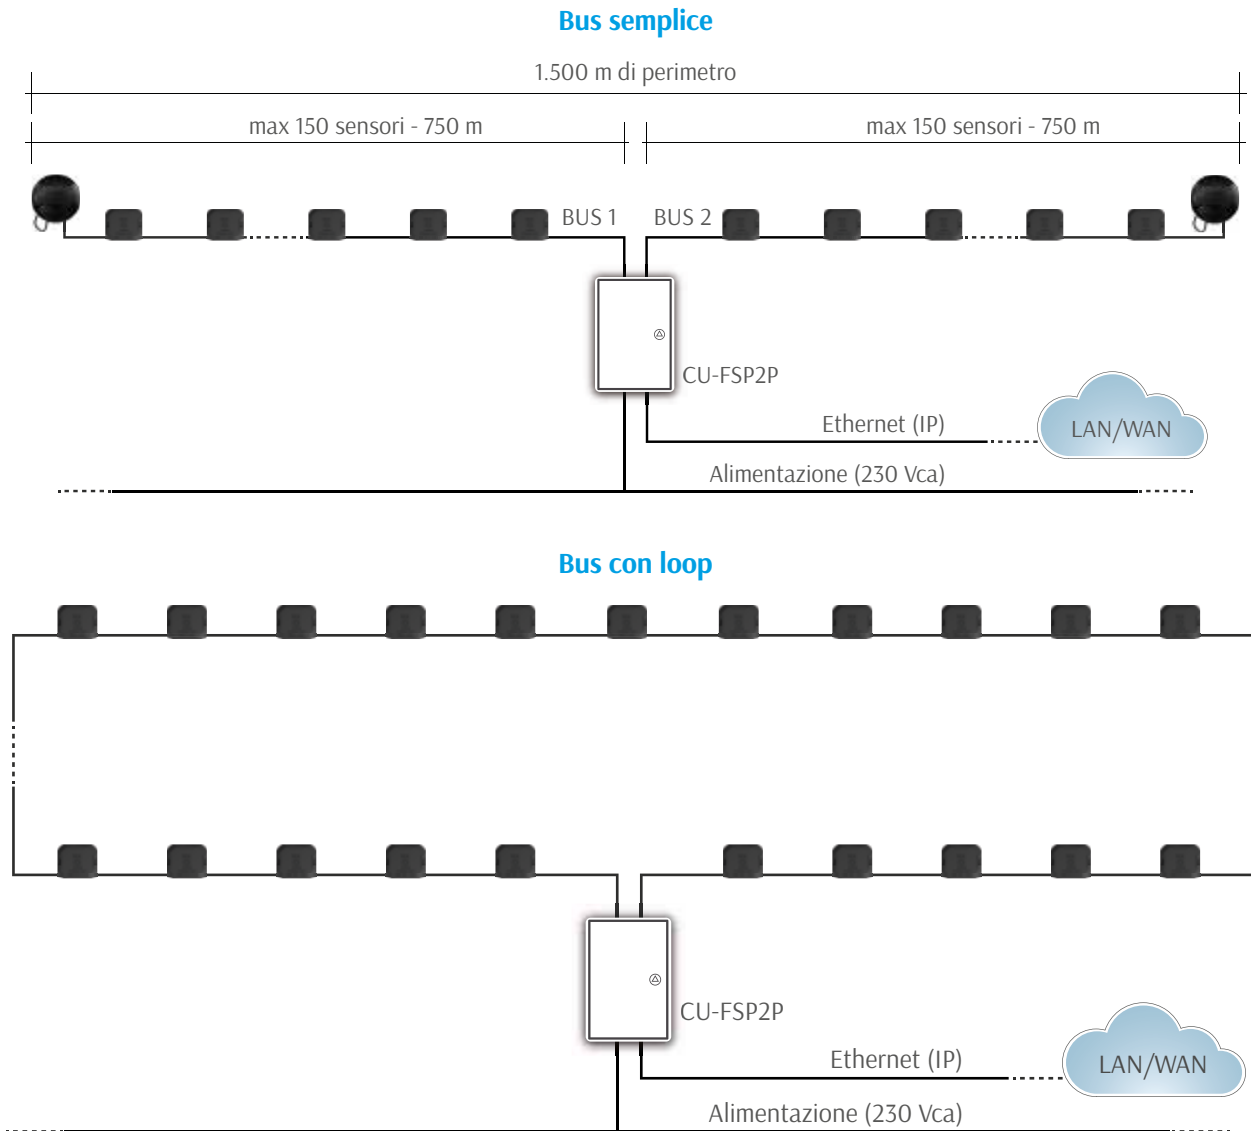 Bus semplice
1.500 m di perimetro
max 150 sensori - 750 m
max 150 sensori - 750 m
BUS 1
BUS 2
CU-FSP2P
Ethernet (IP)
LAN/WAN
Alimentazione (230 Vca)
Bus con loop
CU-FSP2P
Ethernet (IP)
LAN/WAN
Alimentazione (230 Vca)